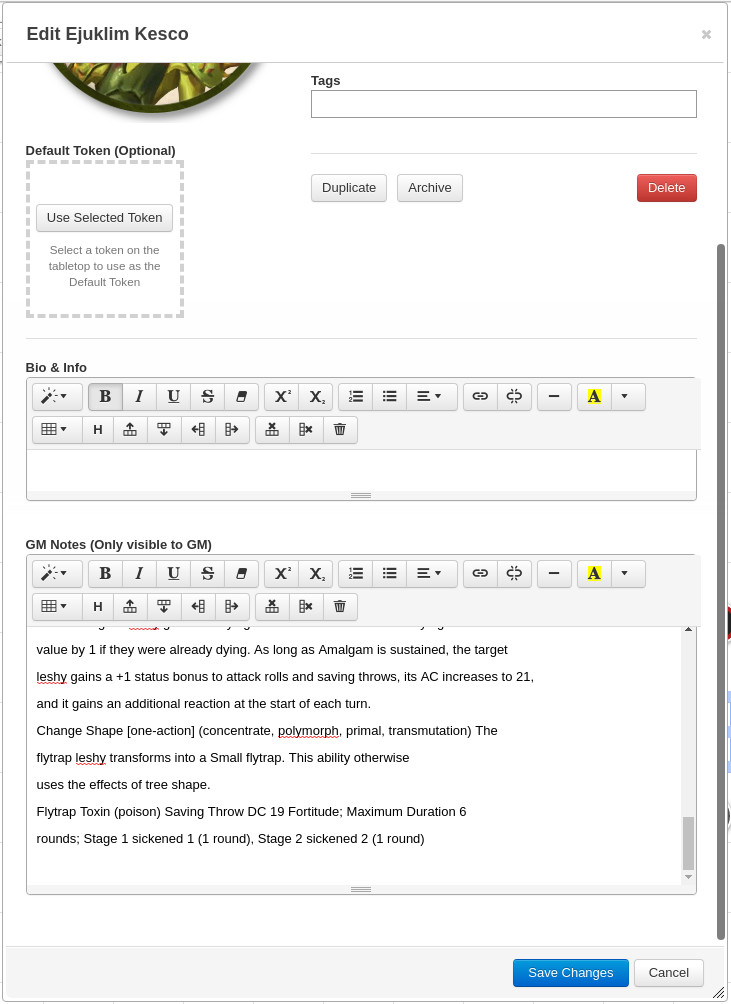 Edit Ejuklim Kesco
Tags
Default Token (Optional)
Duplicate Archive Delete
Use Selected Token
Select a token on the
tabletop to use as the
Default Token
Bio & Info
B I U S X² X₂ A
H
GM Notes (Only visible to GM)
B I U S X² X₂ A
H
value by 1 if they were already dying. As long as Amalgam is sustained, the target
leshy gains a +1 status bonus to attack rolls and saving throws, its AC increases to 21,
and it gains an additional reaction at the start of each turn.
Change Shape [one-action] (concentrate, polymorph, primal, transmutation) The
flytrap leshy transforms into a Small flytrap. This ability otherwise
uses the effects of tree shape.
Flytrap Toxin (poison) Saving Throw DC 19 Fortitude; Maximum Duration 6
rounds; Stage 1 sickened 1 (1 round), Stage 2 sickened 2 (1 round)
Save Changes Cancel